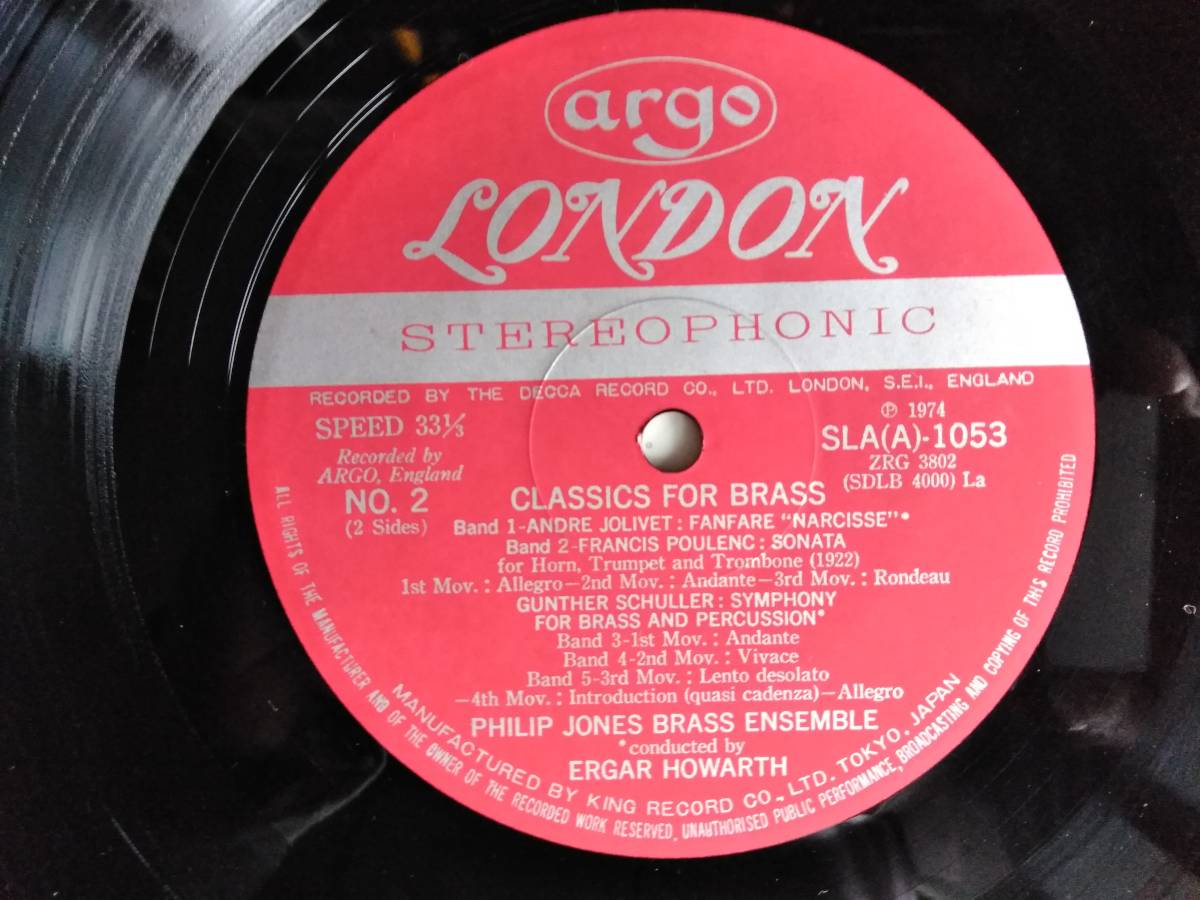 argo
LONDON
STEREOPHONIC
RECORDED BY THE DECCA RECORD CO., LTD. LONDON, S.E.I., ENGLAND
SPEED 33⅓
℗ 1974
Recorded by
ARGO, England
SLA(A)-1053
ZRG 3802
(SDLB 4000) La
NO. 2
(2 Sides)
CLASSICS FOR BRASS
Band 1-ANDRE JOLIVET: FANFARE "NARCISSE"*
Band 2-FRANCIS POULENC: SONATA
for Horn, Trumpet and Trombone (1922)
1st Mov.: Allegro—2nd Mov.: Andante—3rd Mov.: Rondeau
GUNTHER SCHULLER: SYMPHONY
FOR BRASS AND PERCUSSION*
Band 3-1st Mov.: Andante
Band 4-2nd Mov.: Vivace
Band 5-3rd Mov.: Lento desolato
—4th Mov.: Introduction (quasi cadenza)—Allegro
PHILIP JONES BRASS ENSEMBLE
*conducted by
ERGAR HOWARTH
MANUFACTURED BY KING RECORD CO., LTD. TOKYO, JAPAN
ALL RIGHTS OF THE MANUFACTURER AND OF THE OWNER OF THE RECORDED WORK RESERVED, UNAUTHORISED PUBLIC PERFORMANCE, BROADCASTING AND COPYING OF THIS RECORD PROHIBITED